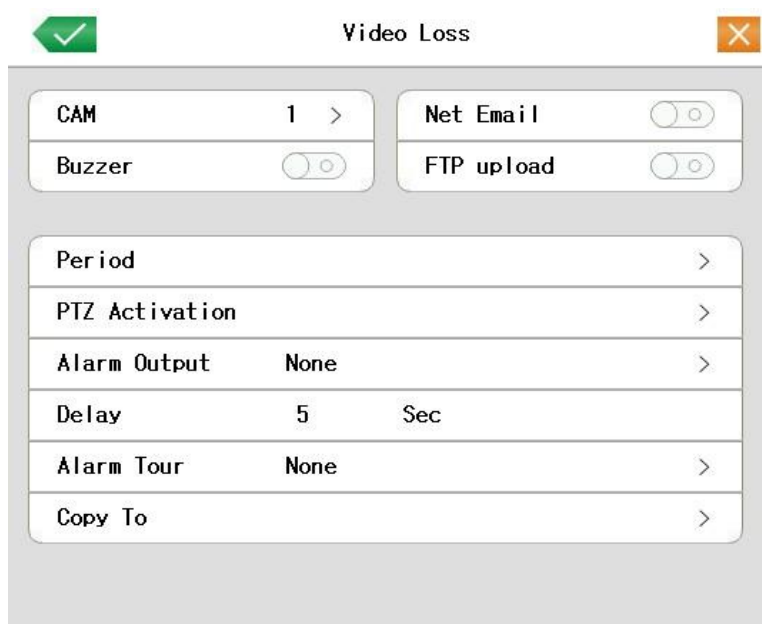 Video Loss
CAM 1 >
Buzzer
Net Email
FTP upload
Period >
PTZ Activation >
Alarm Output None >
Delay 5 Sec
Alarm Tour None >
Copy To >